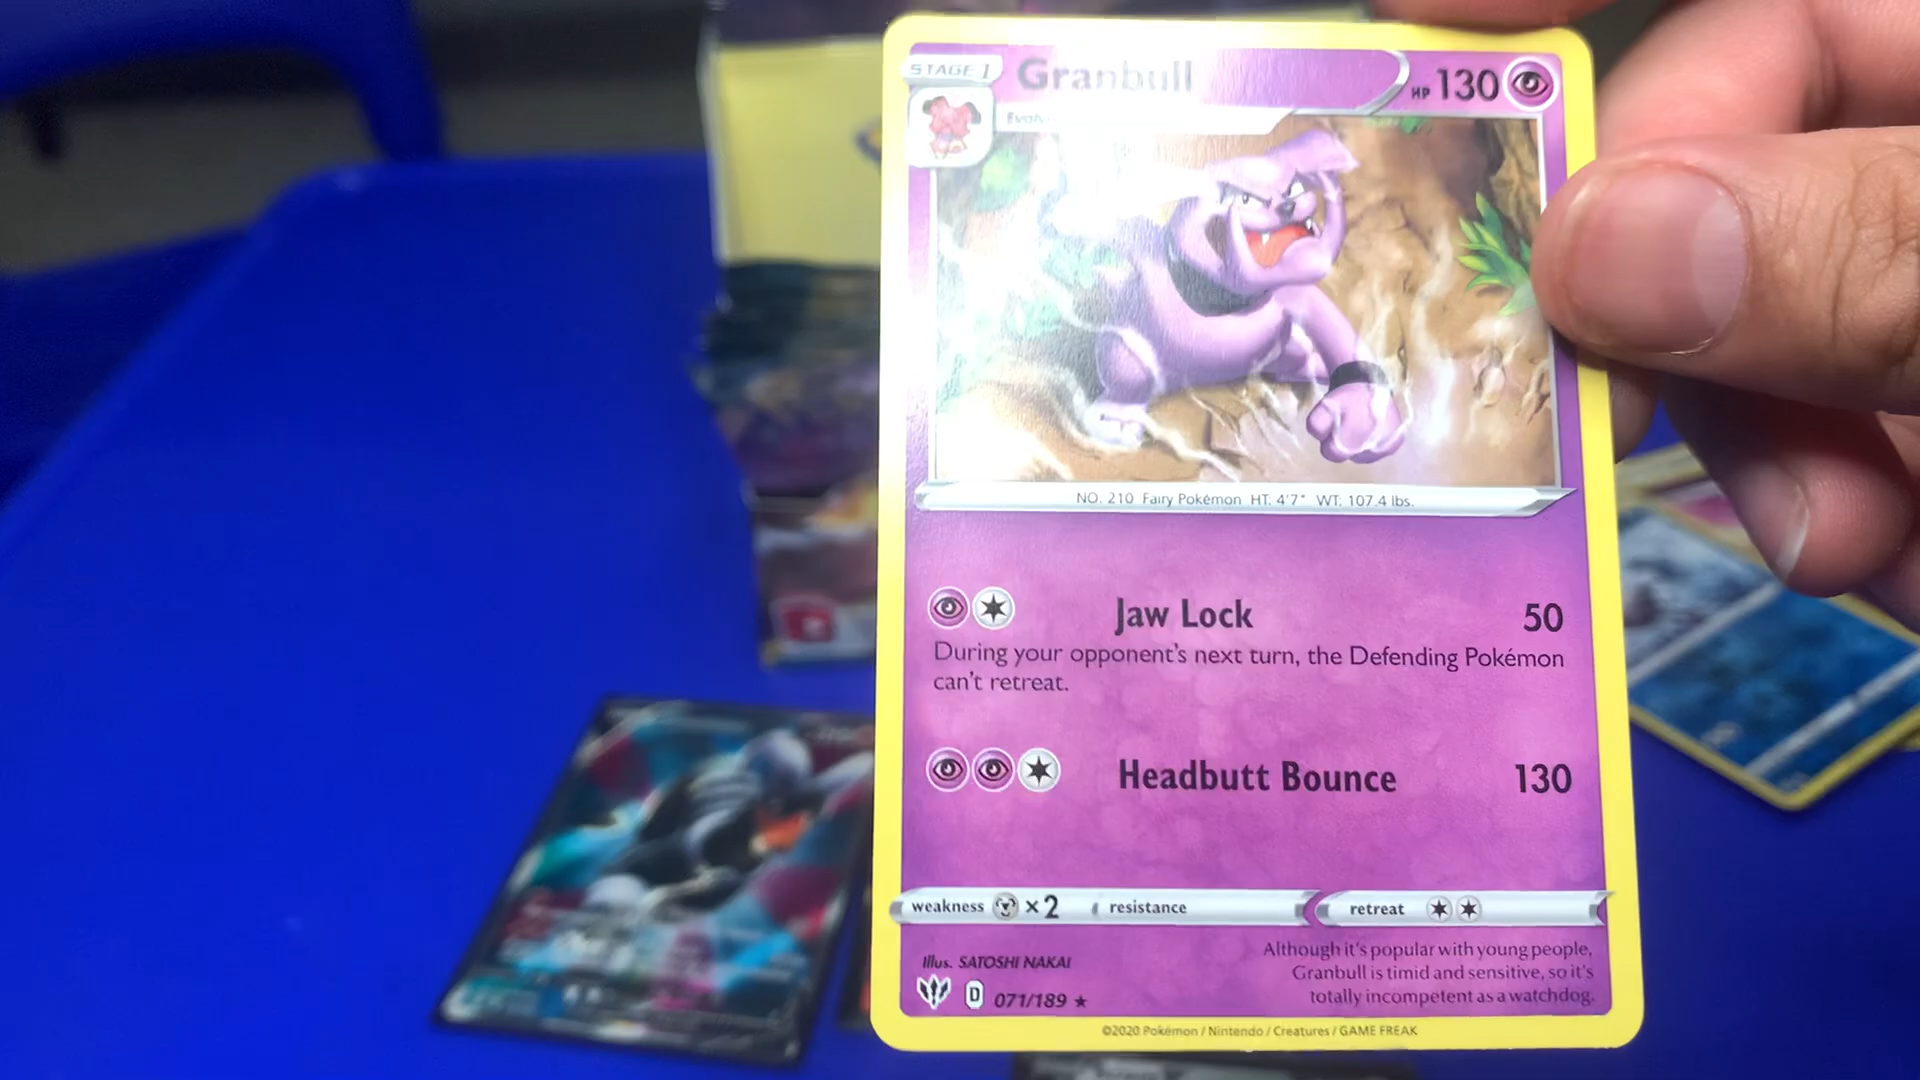 STAGE 1
Granbull
HP 130
NO. 210 Fairy Pokémon HT: 4'7" WT: 107.4 lbs.
Jaw Lock 50
During your opponent's next turn, the Defending Pokémon
can't retreat.
Headbutt Bounce 130
weakness ×2 resistance retreat
Illus. SATOSHI NAKAI
D 071/189 ★
Although it's popular with young people,
Granbull is timid and sensitive, so it's
totally incompetent as a watchdog.
©2020 Pokémon / Nintendo / Creatures / GAME FREAK